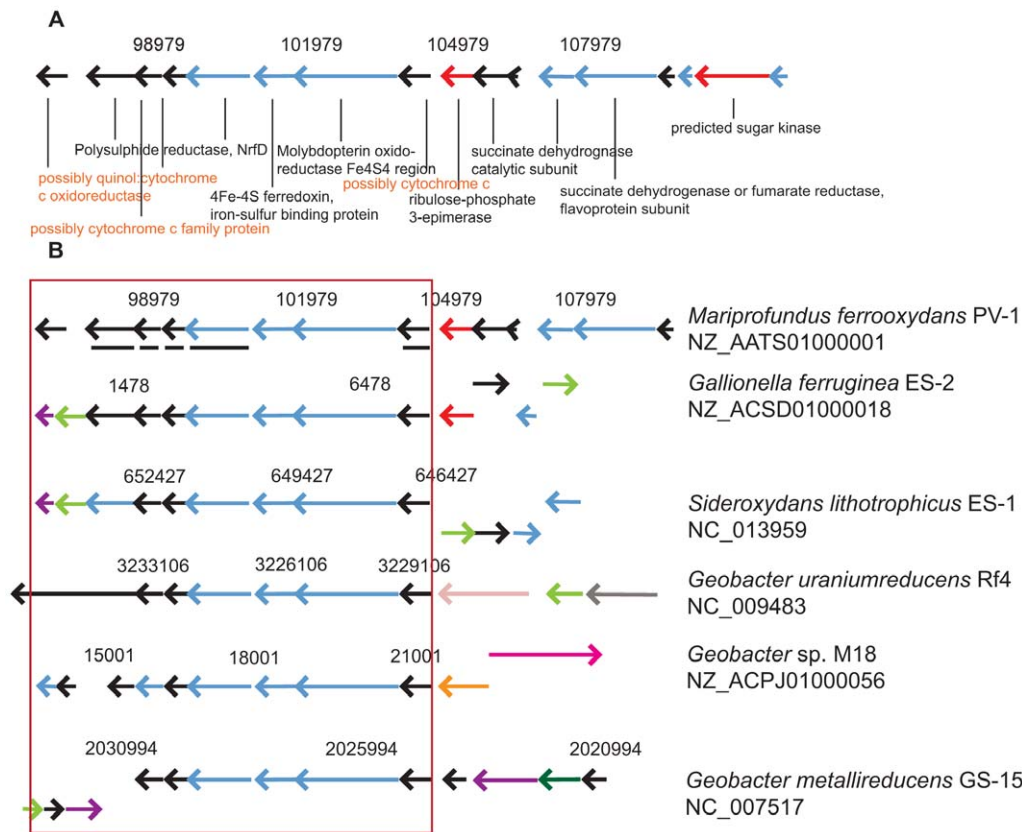 A
98979 101979 104979 107979
Polysulphide reductase, NrfD
Molybdopterin oxido-
reductase Fe4S4 region
succinate dehydrognase
catalytic subunit
predicted sugar kinase
possibly quinol:cytochrome
c oxidoreductase
4Fe-4S ferredoxin,
iron-sulfur binding protein
possibly cytochrome c
ribulose-phosphate
3-epimerase
succinate dehydrogenase or fumarate reductase,
flavoprotein subunit
possibly cytochrome c family protein
B
98979 101979 104979 107979
Mariprofundus ferrooxydans PV-1
NZ_AATS01000001
1478 6478
Gallionella ferruginea ES-2
NZ_ACSD01000018
652427 649427 646427
Sideroxydans lithotrophicus ES-1
NC_013959
3233106 3226106 3229106
Geobacter uraniumreducens Rf4
NC_009483
15001 18001 21001
Geobacter sp. M18
NZ_ACPJ01000056
2030994 2025994 2020994
Geobacter metallireducens GS-15
NC_007517